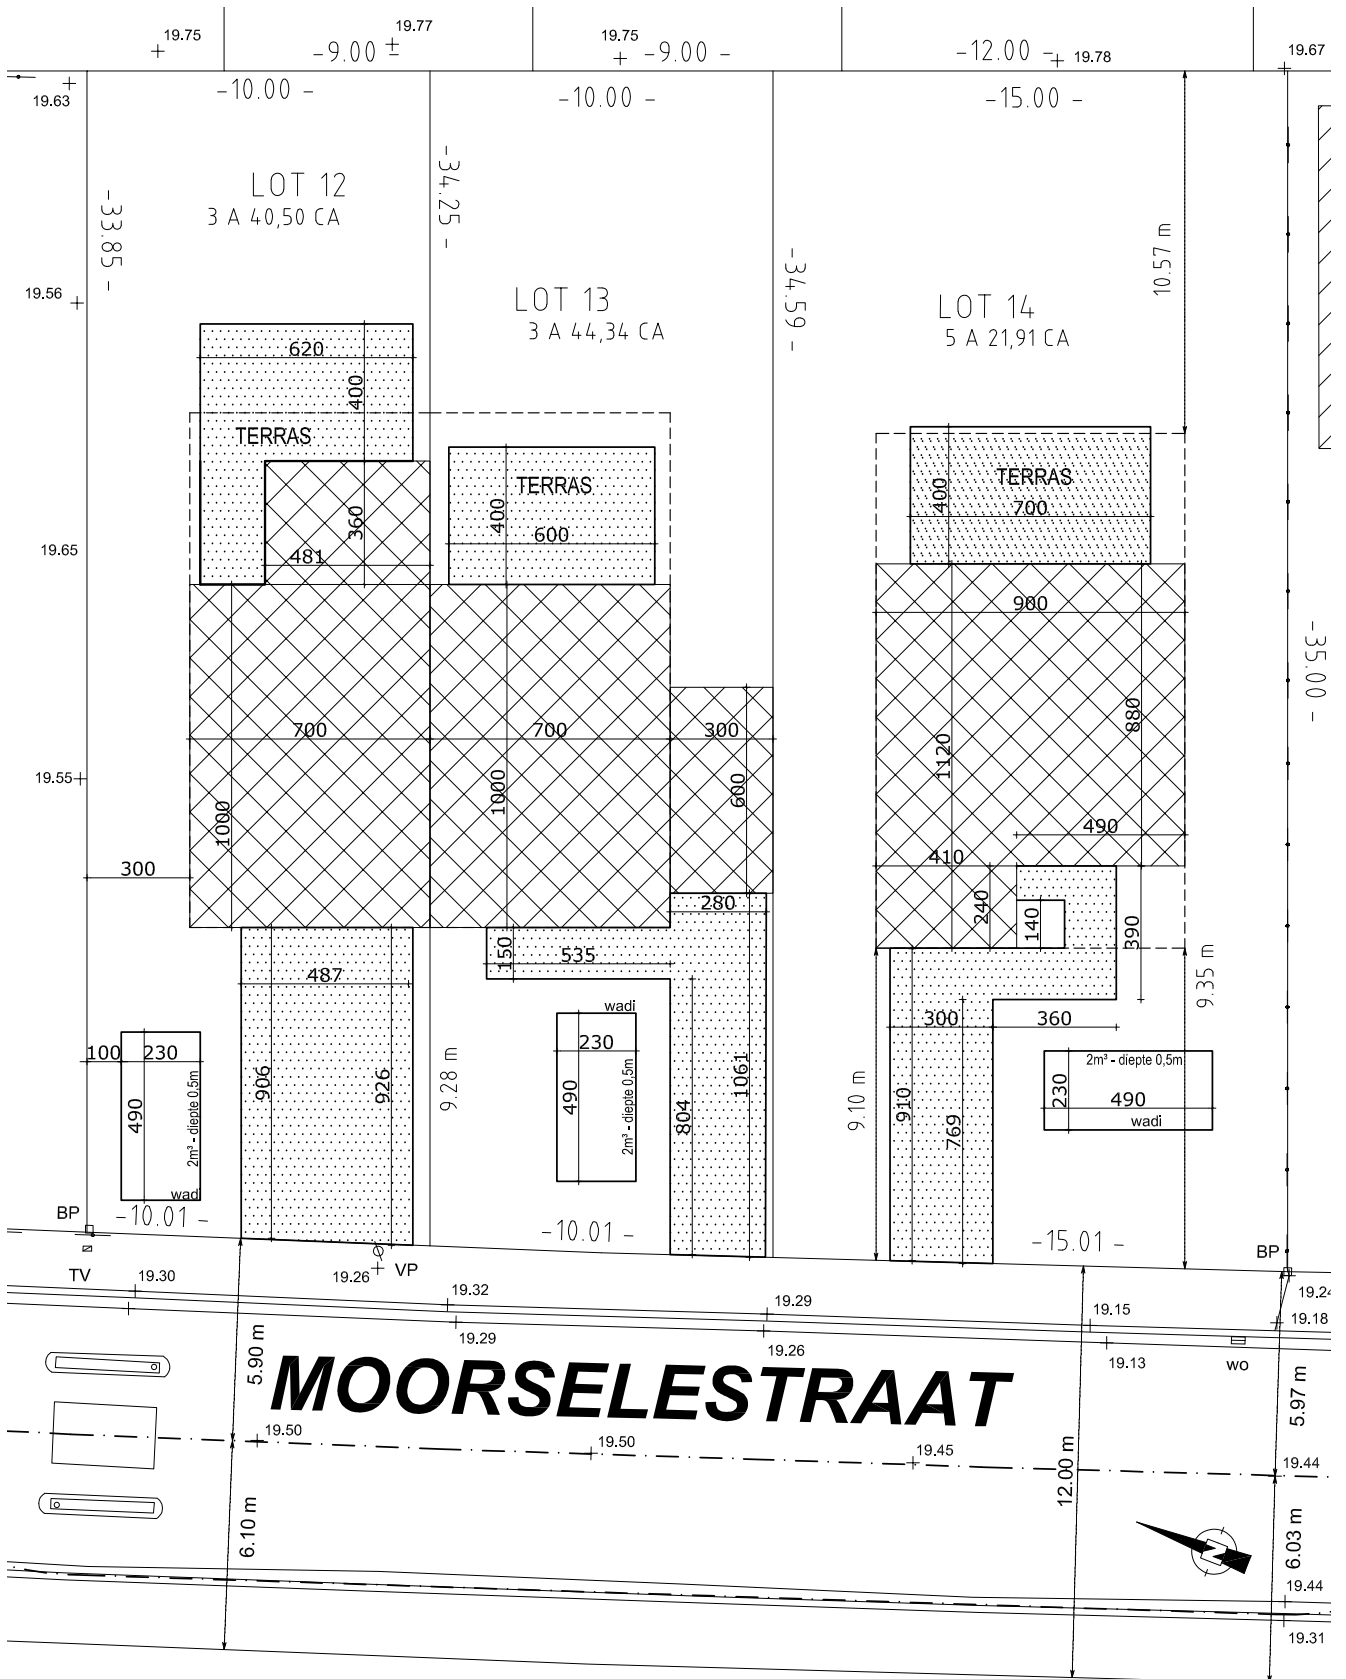 19.75
19.77
19.75
19.67
-9.00 -
-9.00 -
-12.00 -
19.78
19.63
-10.00 -
-10.00 -
-15.00 -
LOT 12
3 A 40,50 CA
-33.85 -
-34.25 -
-34.59 -
10.57 m
19.56
LOT 13
3 A 44,34 CA
LOT 14
5 A 21,91 CA
620
400
TERRAS
TERRAS
400
600
TERRAS
400
700
360
481
19.65
900
-35.00 -
700
700
300
880
1120
19.55
1000
1000
600
490
410
300
240
140
390
280
150
535
487
9.35 m
wadi
300
360
100
230
490
2m³ - diepte 0,5m
wadi
906
926
9.28 m
230
490
2m³ - diepte 0,5m
804
1061
9.10 m
910
769
2m³ - diepte 0,5m
230
490
wadi
BP
-10.01 -
-10.01 -
-15.01 -
BP
TV
19.30
19.26
VP
19.32
19.29
19.15
19.24
19.18
19.29
19.26
19.13
wo
5.90 m
MOORSELESTRAAT
5.97 m
19.50
19.50
19.45
19.44
12.00 m
6.10 m
6.03 m
19.44
19.31